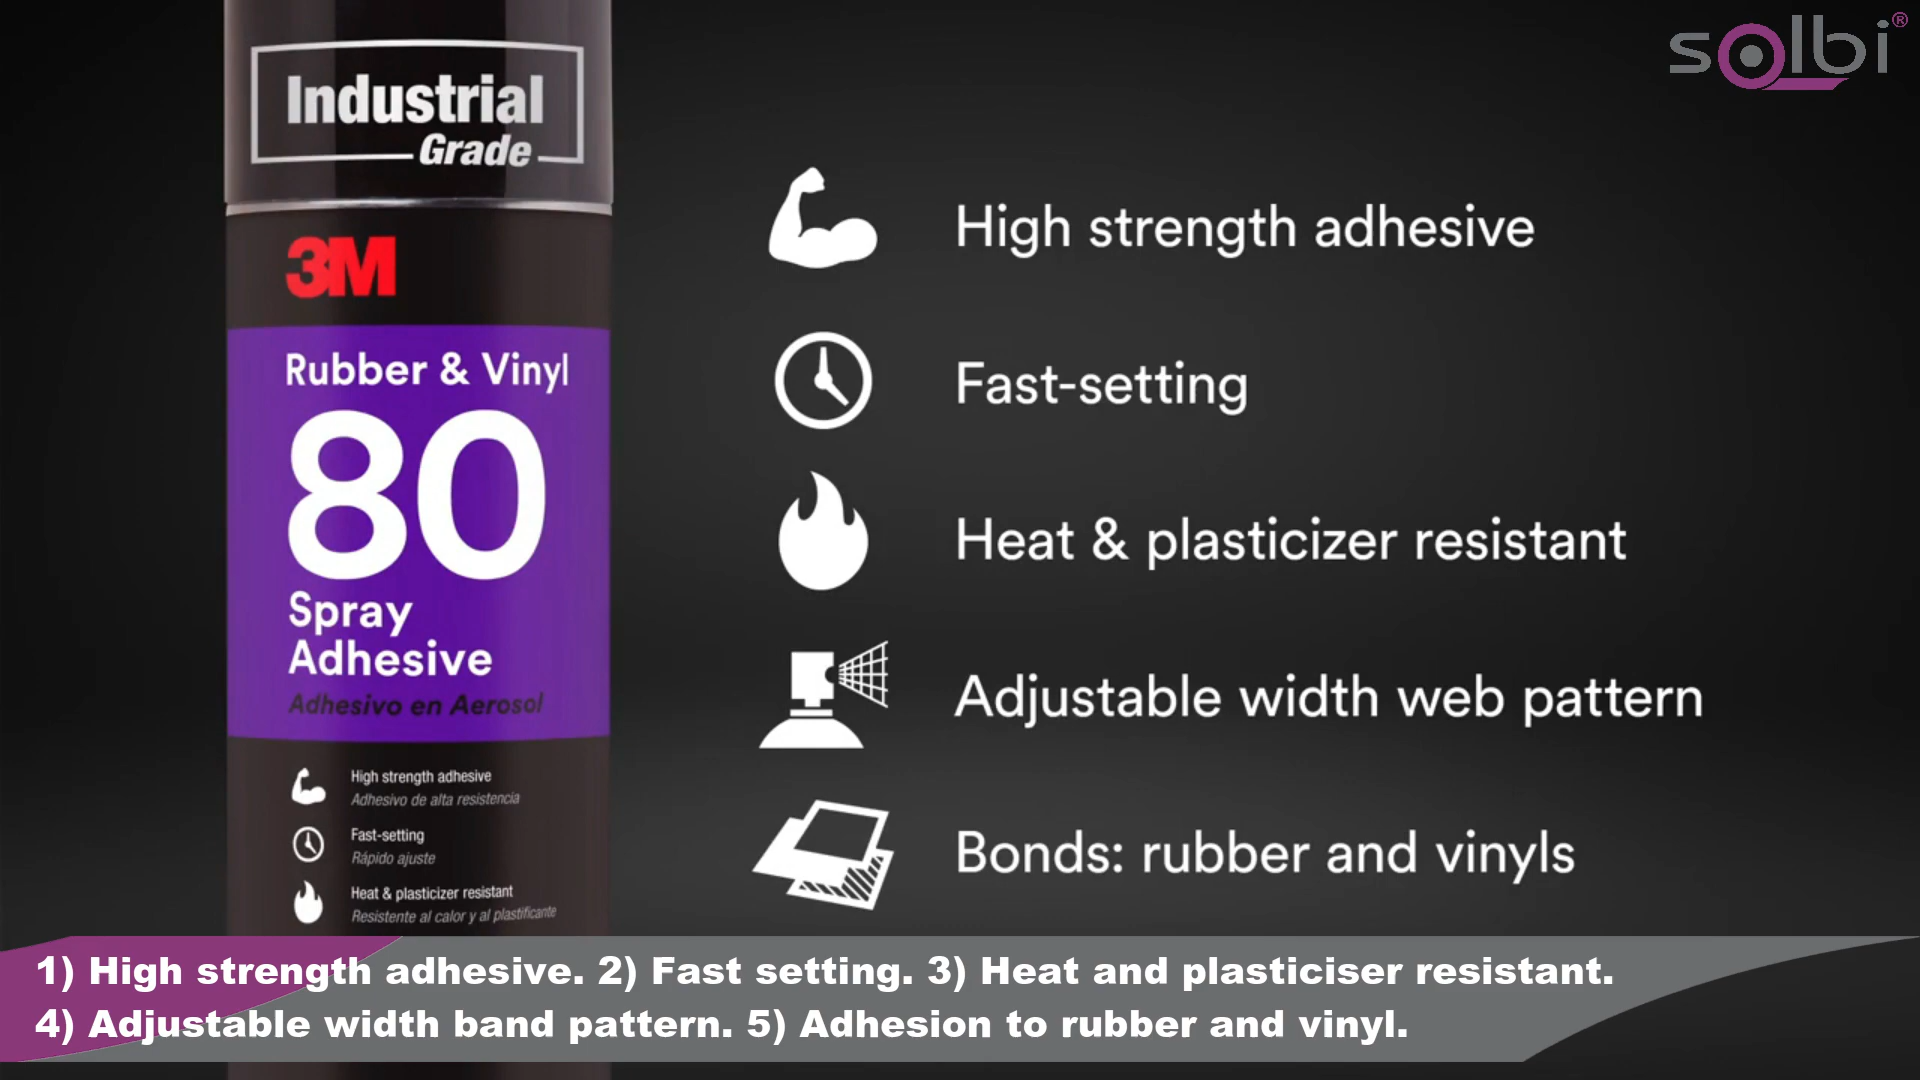 Industrial
Grade
3M
Rubber & Vinyl
80
Spray
Adhesive
Adhesivo en Aerosol
High strength adhesive
Adhesivo de alta resistencia
Fast-setting
Rápido ajuste
Heat & plasticizer resistant
Resistente al calor y al plastificante
solbi®
High strength adhesive
Fast-setting
Heat & plasticizer resistant
Adjustable width web pattern
Bonds: rubber and vinyls
1) High strength adhesive. 2) Fast setting. 3) Heat and plasticiser resistant.
4) Adjustable width band pattern. 5) Adhesion to rubber and vinyl.